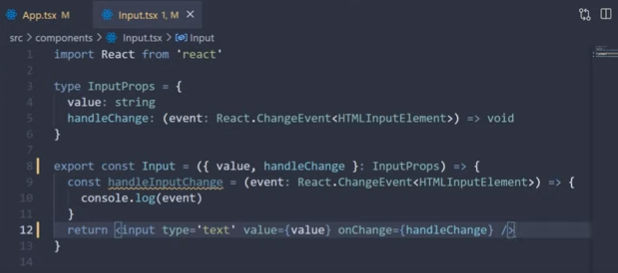 App.tsx M
Input.tsx 1, M ×
src > components > Input.tsx > Input
1 import React from 'react'
2
3 type InputProps = {
4   value: string
5   handleChange: (event: React.ChangeEvent<HTMLInputElement>) => void
6 }
7
8 export const Input = ({ value, handleChange }: InputProps) => {
9   const handleInputChange = (event: React.ChangeEvent<HTMLInputElement>) => {
10     console.log(event)
11   }
12   return <input type='text' value={value} onChange={handleChange} />
13 }
14